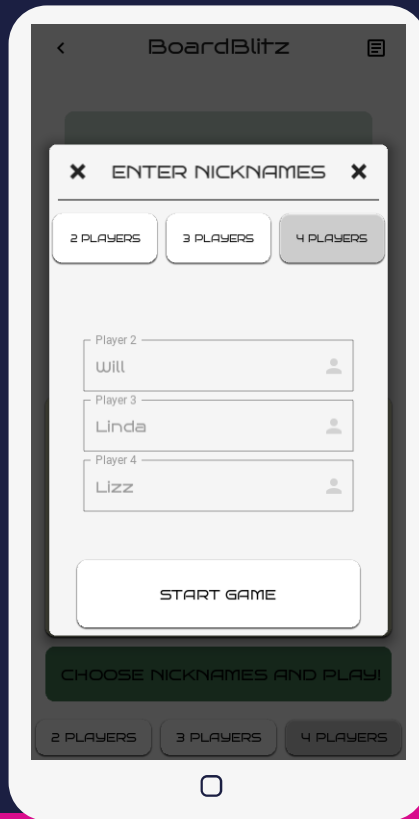 BoardBlitz
ENTER NICKNAMES
2 PLAYERS 3 PLAYERS 4 PLAYERS
Player 2
Will
Player 3
Linda
Player 4
Lizz
START GAME
CHOOSE NICKNAMES AND PLAY!
2 PLAYERS 3 PLAYERS 4 PLAYERS